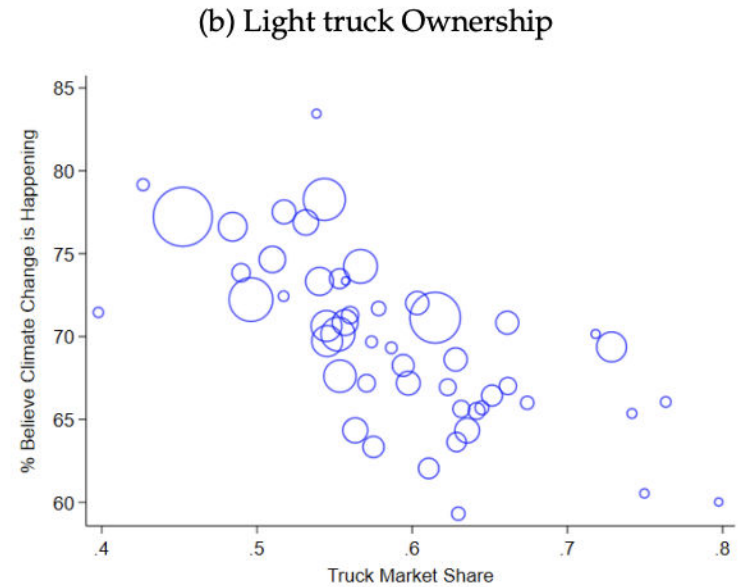 (b) Light truck Ownership
% Believe Climate Change is Happening
85
80
75
70
65
60
.4 .5 .6 .7 .8
Truck Market Share